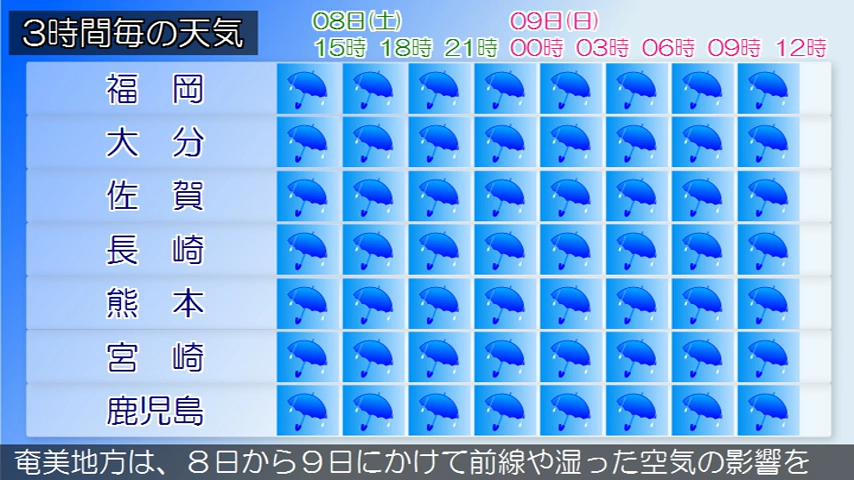 3時間毎の天気
08日(土) 09日(日)
15時 18時 21時 00時 03時 06時 09時 12時
福岡
大分
佐賀
長崎
熊本
宮崎
鹿児島
奄美地方は、８日から９日にかけて前線や湿った空気の影響を